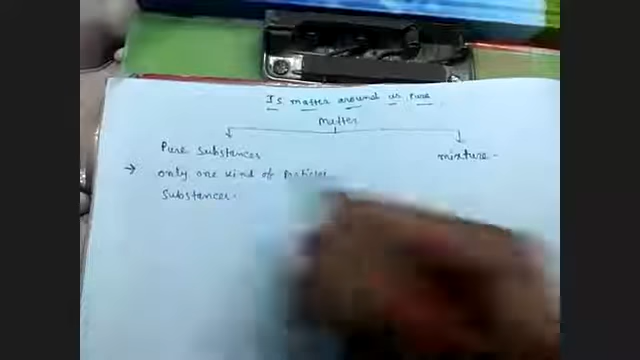 Is matter around us Pure
matter
Pure substances
mixture -
→ only one kind of particles
substances.